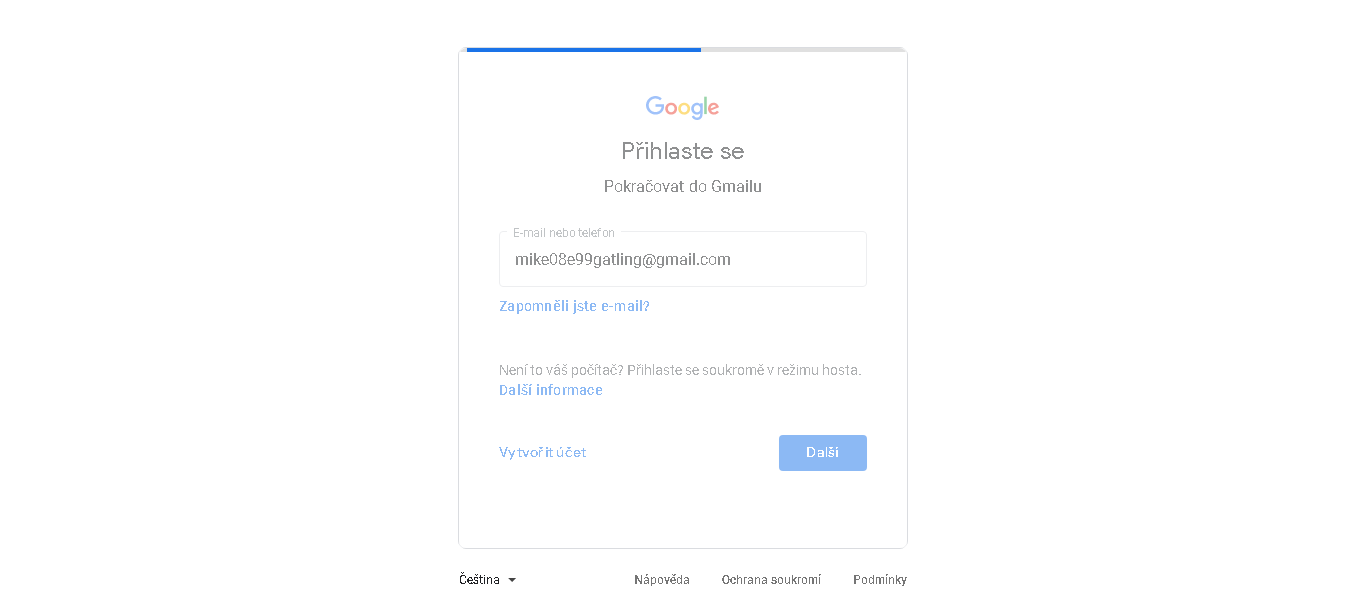 Google
Přihlaste se
Pokračovat do Gmailu
E-mail nebo telefon
mike08e99gatling@gmail.com
Zapomněli jste e-mail?
Není to váš počítač? Přihlaste se soukromě v režimu hosta.
Další informace
Vytvořit účet
Další
Čeština
Nápověda
Ochrana soukromí
Podmínky